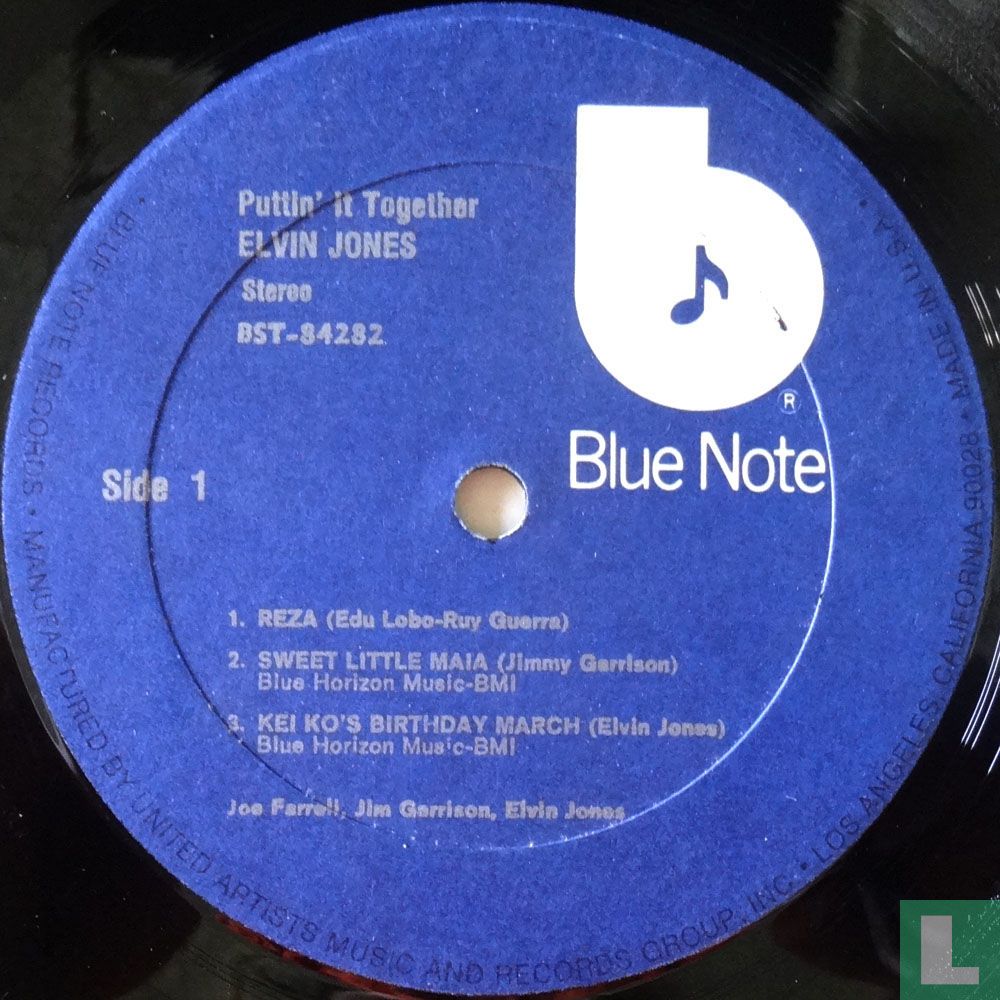 Puttin' It Together
ELVIN JONES
Stereo
BST-84282
Blue Note
®
Side 1
1. REZA (Edu Lobo-Ruy Guerra)
2. SWEET LITTLE MAIA (Jimmy Garrison)
Blue Horizon Music-BMI
3. KEI KO'S BIRTHDAY MARCH (Elvin Jones)
Blue Horizon Music-BMI
Joe Farrell, Jim Garrison, Elvin Jones
• BLUE NOTE RECORDS • MANUFACTURED BY UNITED ARTISTS MUSIC AND RECORDS GROUP, INC. • LOS ANGELES, CALIFORNIA 90028 • MADE IN U.S.A.
L